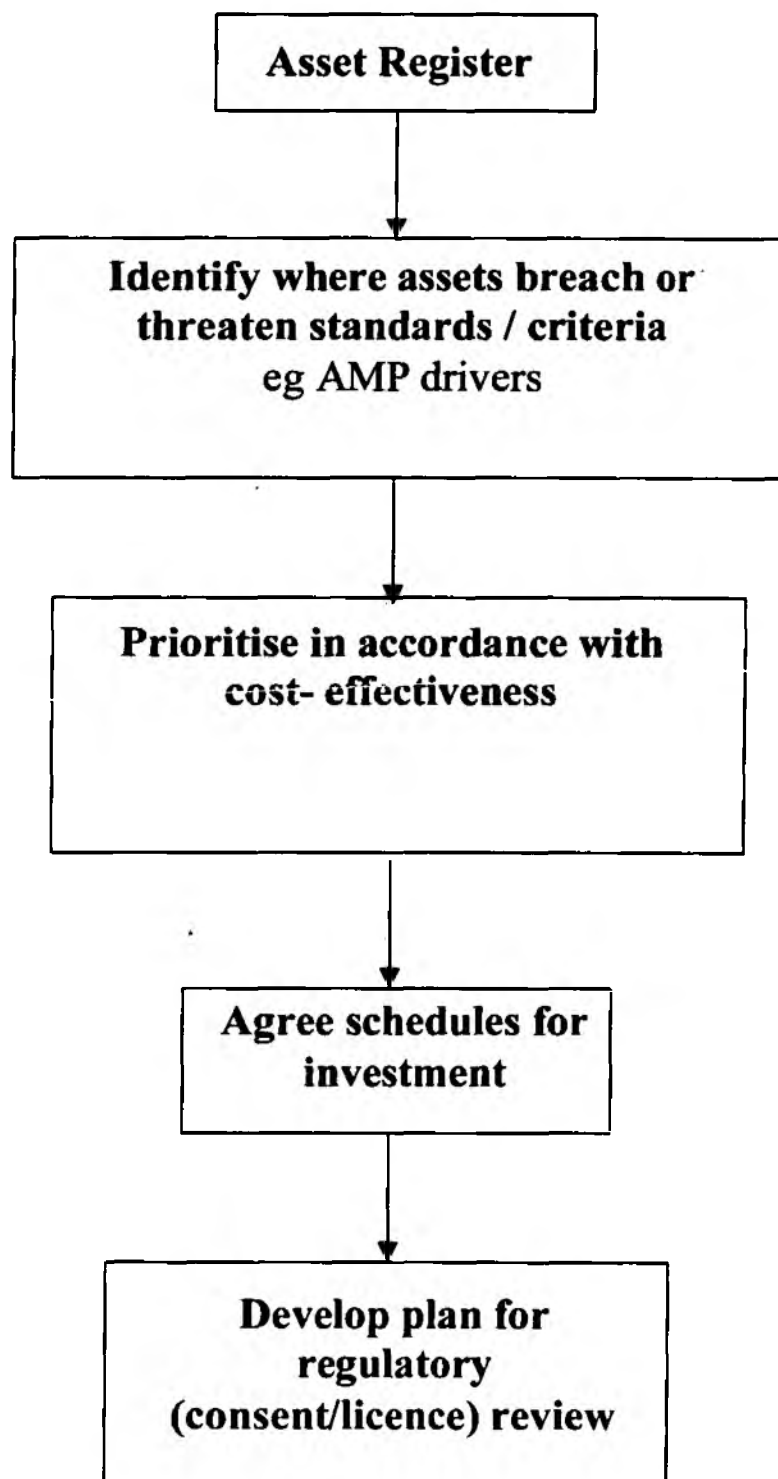 Asset Register
Identify where assets breach or
threaten standards / criteria
eg AMP drivers
Prioritise in accordance with
cost- effectiveness
Agree schedules for
investment
Develop plan for
regulatory
(consent/licence) review